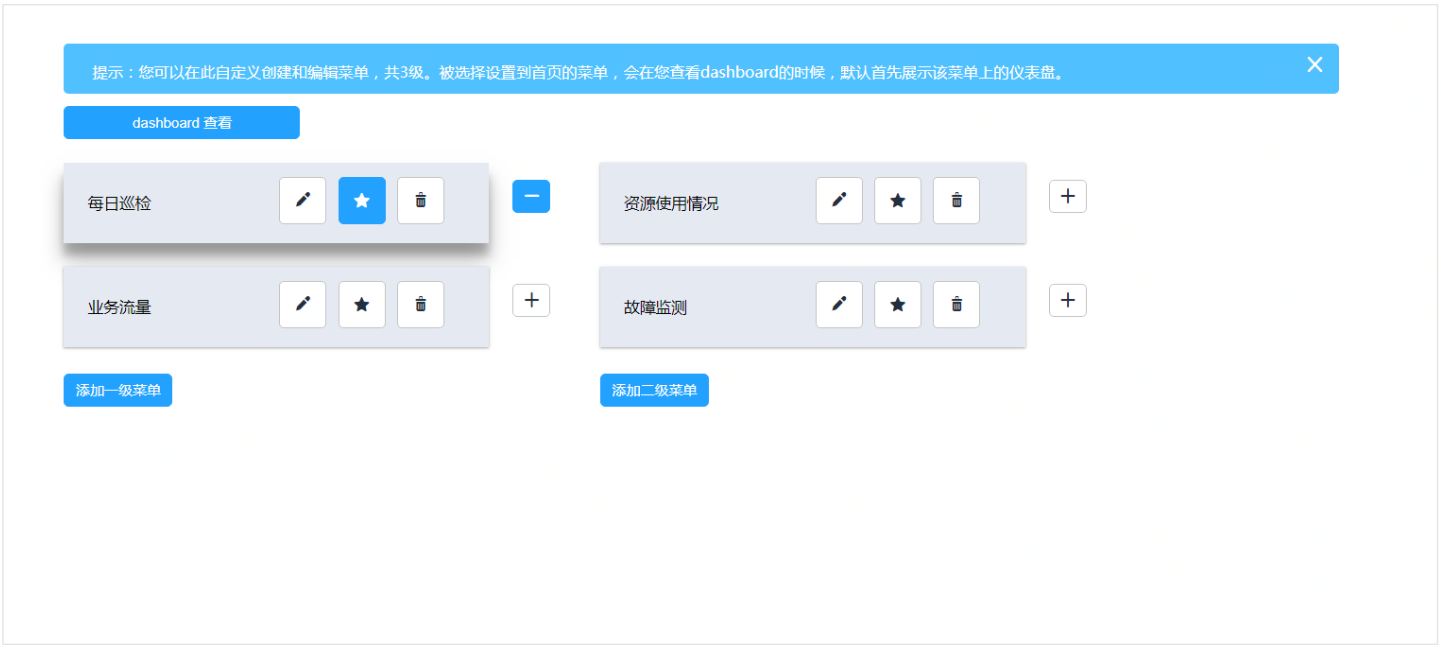 提示：您可以在此自定义创建和编辑菜单，共3级。被选择设置到首页的菜单，会在您查看dashboard的时候，默认首先展示该菜单上的仪表盘。
dashboard 查看
每日巡检
资源使用情况
业务流量
故障监测
添加一级菜单
添加二级菜单